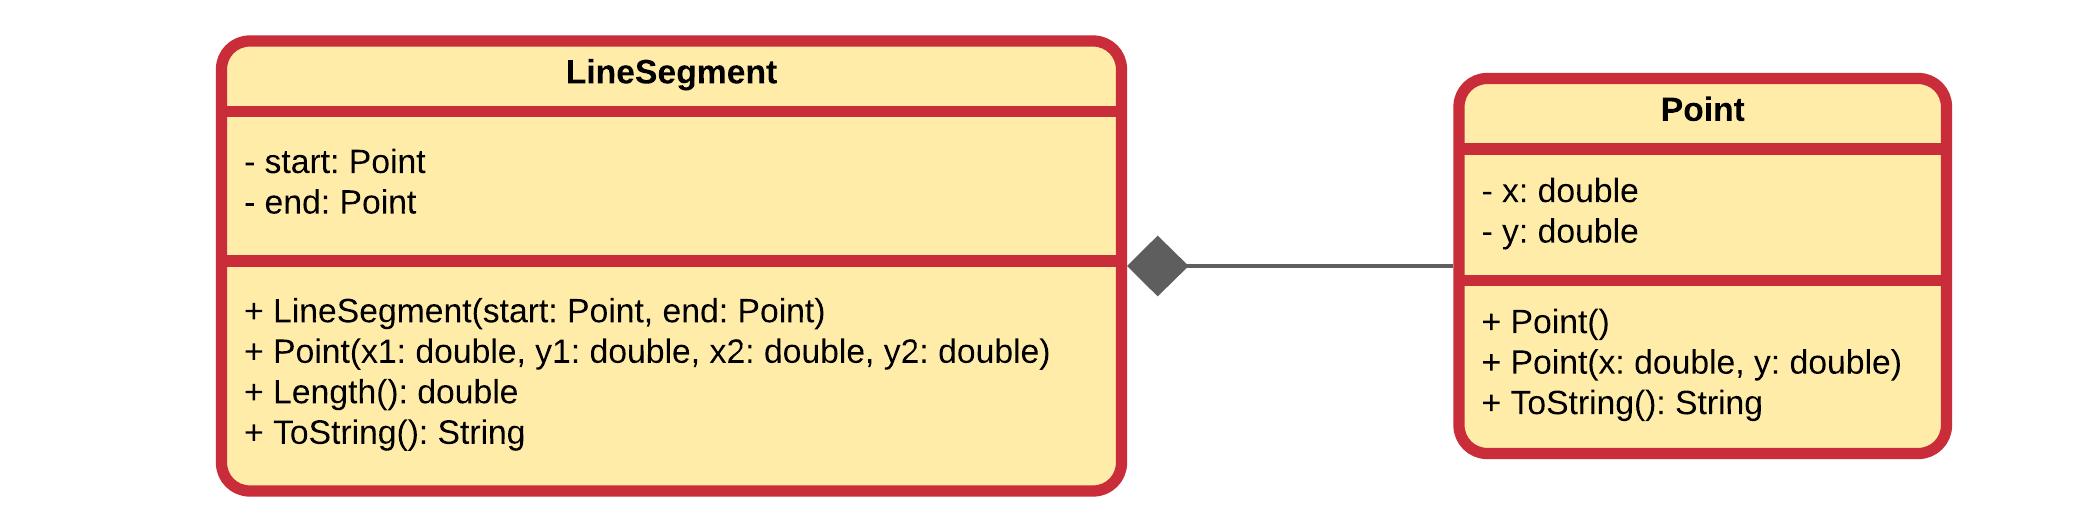 LineSegment
- start: Point
- end: Point
+ LineSegment(start: Point, end: Point)
+ Point(x1: double, y1: double, x2: double, y2: double)
+ Length(): double
+ ToString(): String
Point
- x: double
- y: double
+ Point()
+ Point(x: double, y: double)
+ ToString(): String